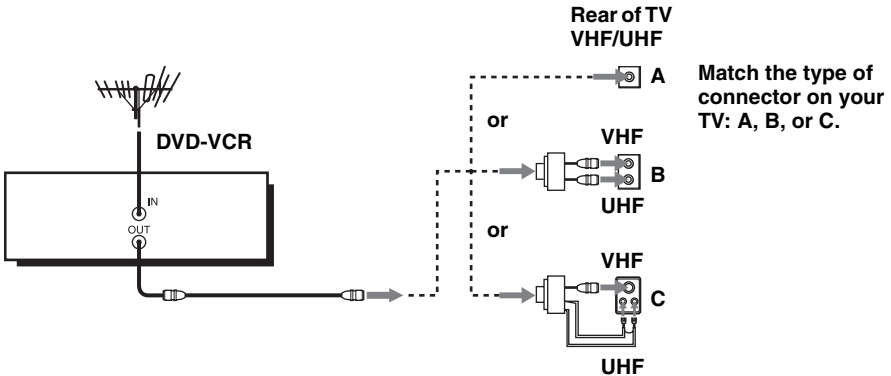 Rear of TV
VHF/UHF
A
Match the type of
connector on your
TV: A, B, or C.
or
DVD-VCR
VHF
B
UHF
IN
OUT
or
VHF
C
UHF